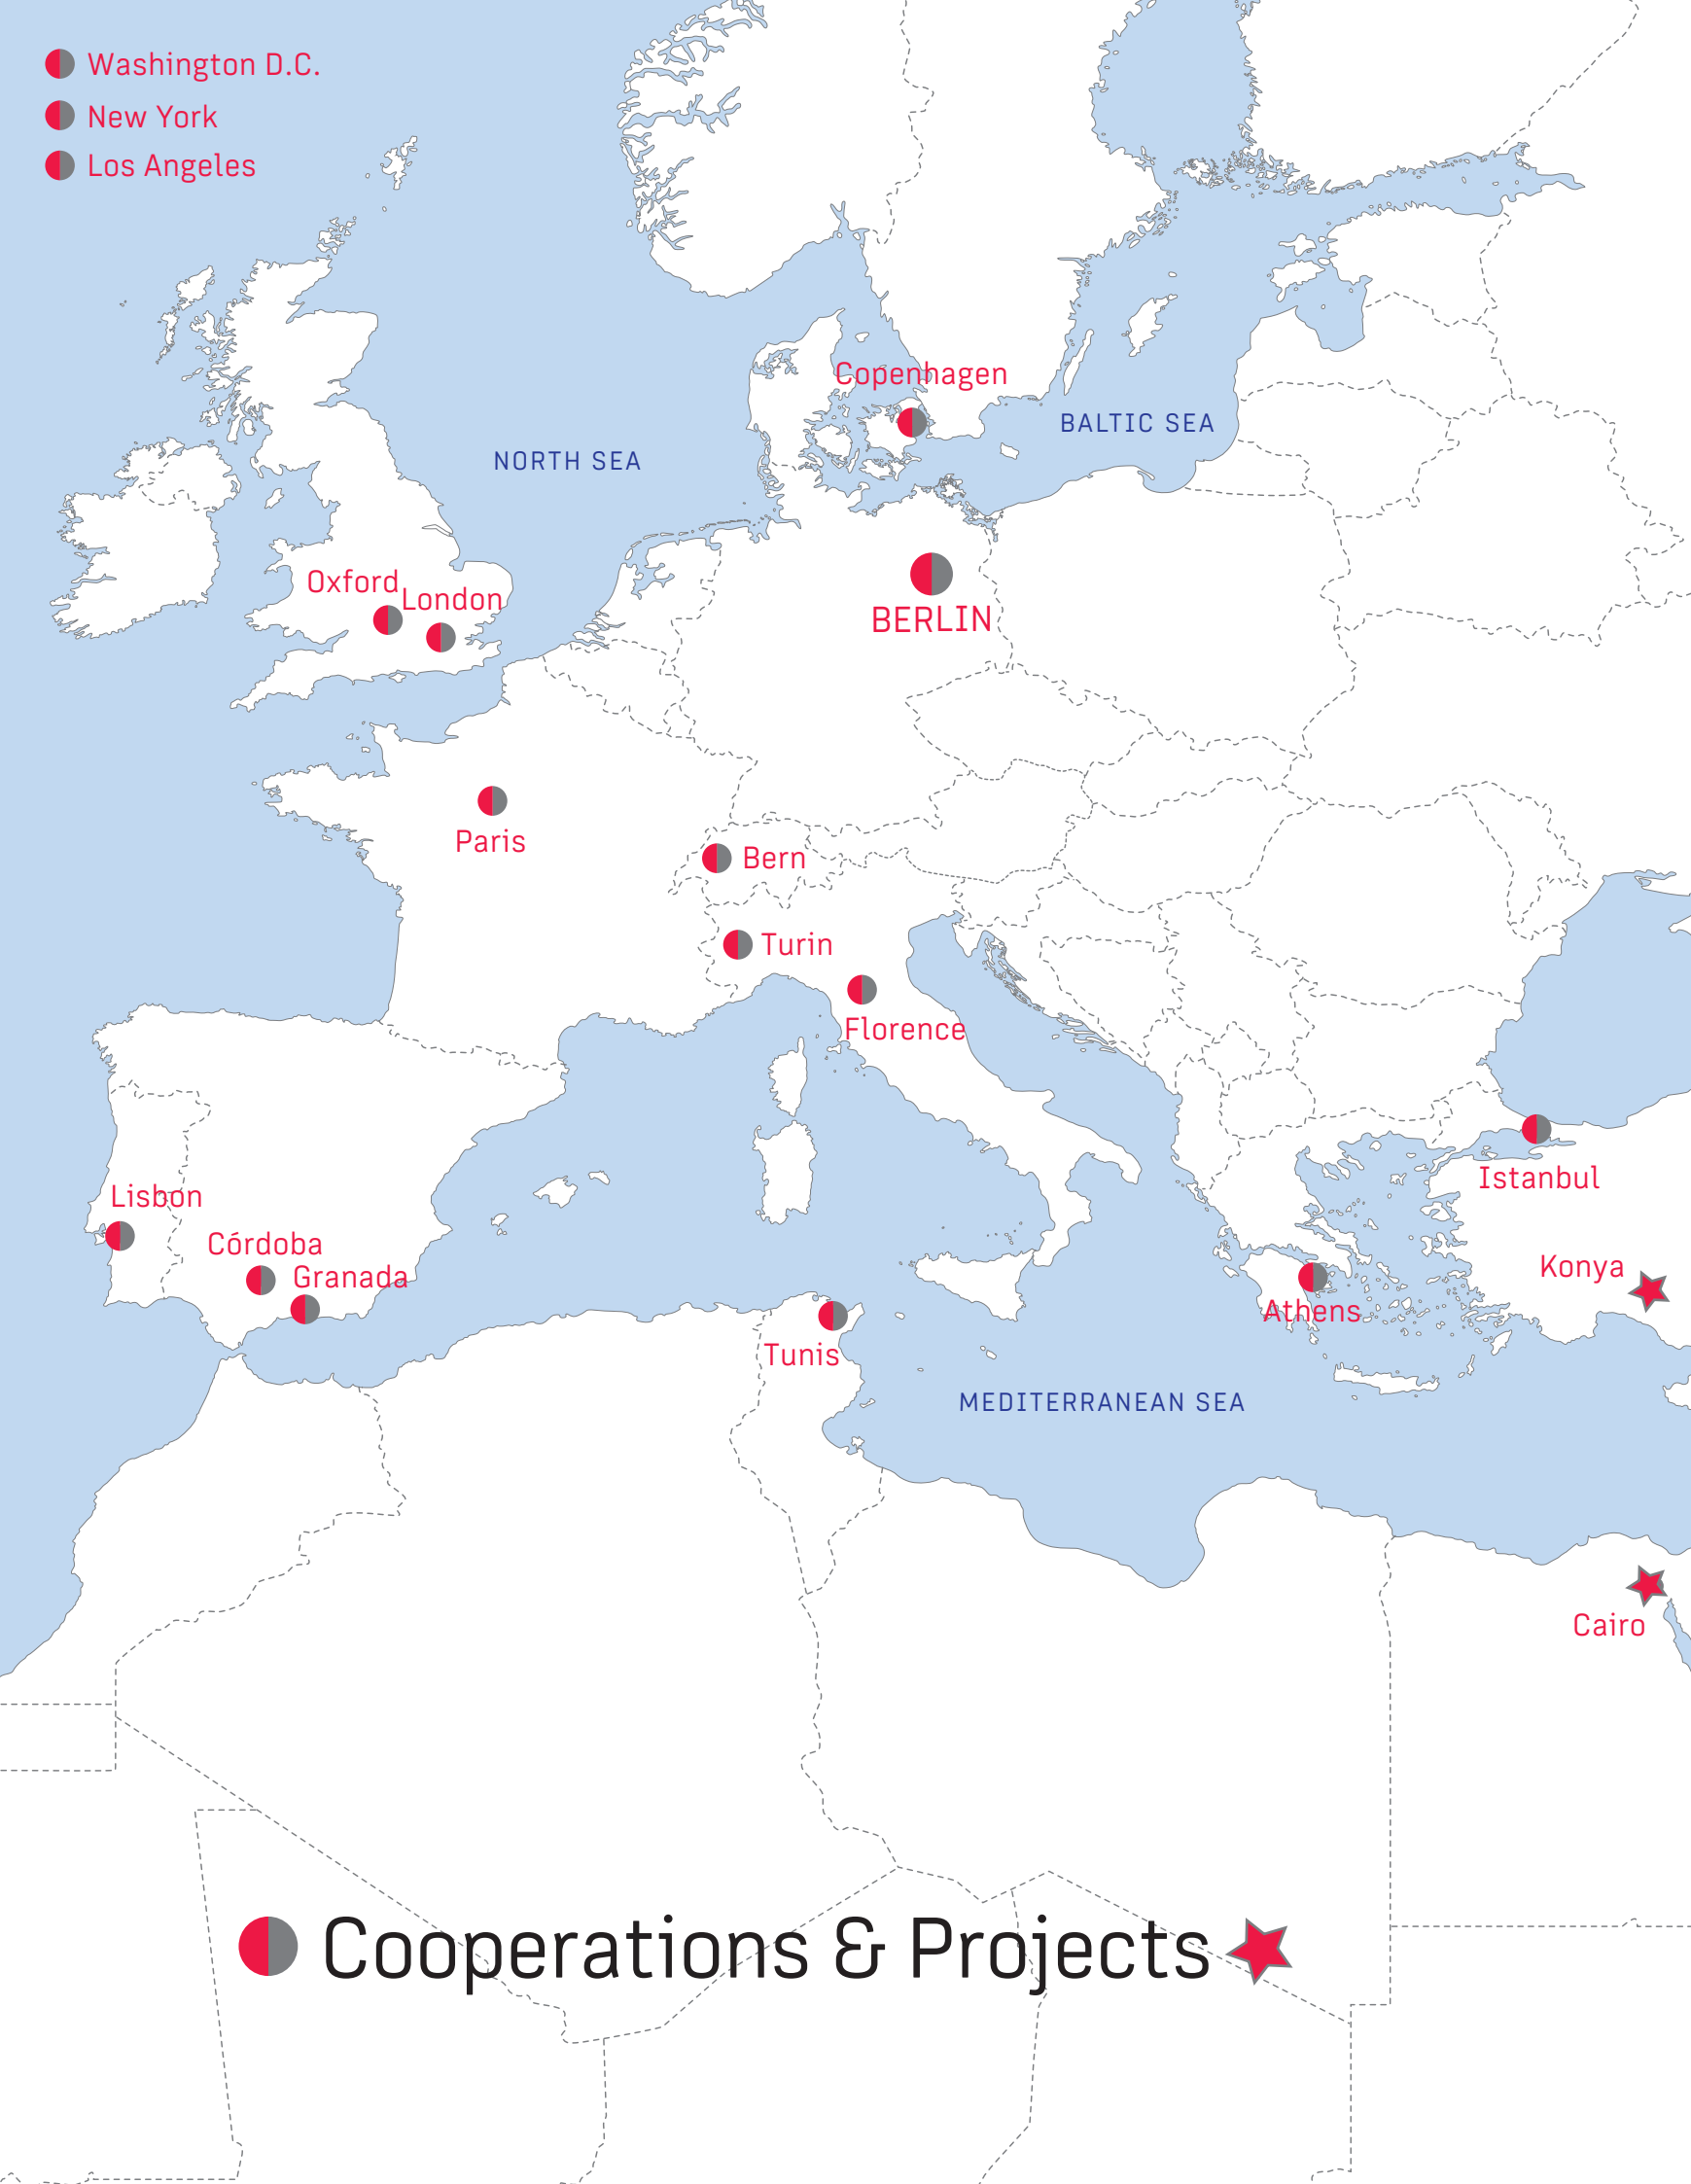 Washington D.C.
New York
Los Angeles
Copenhagen
BALTIC SEA
NORTH SEA
Oxford
London
BERLIN
Paris
Bern
Turin
Florence
Istanbul
Lisbon
Córdoba
Granada
Konya
Athens
Tunis
MEDITERRANEAN SEA
Cairo
Cooperations & Projects